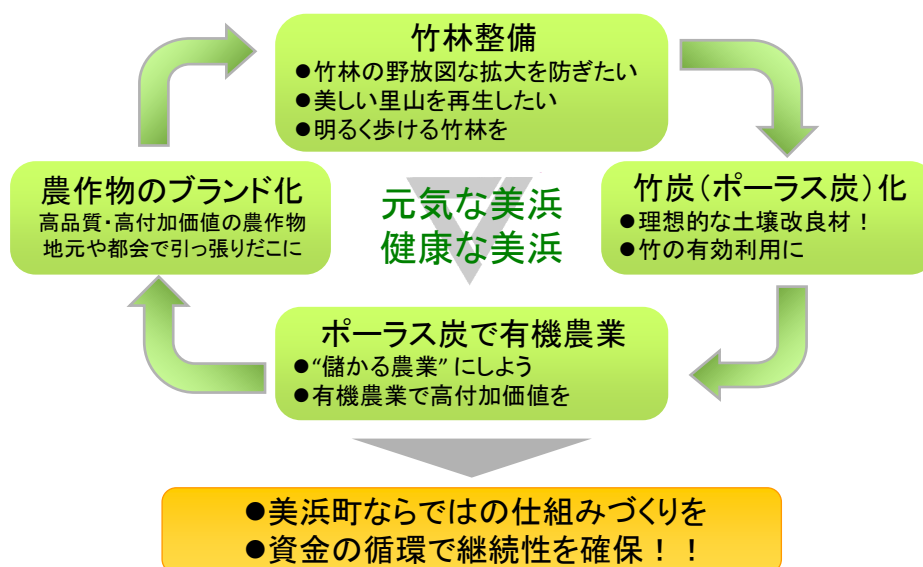 竹林整備
●竹林の野放図な拡大を防ぎたい
●美しい里山を再生したい
●明るく歩ける竹林を
竹炭（ポーラス炭）化
●理想的な土壌改良材！
●竹の有効利用に
ポーラス炭で有機農業
●“儲かる農業” にしよう
●有機農業で高付加価値を
農作物のブランド化
高品質・高付加価値の農作物
地元や都会で引っ張りだこに
元気な美浜
健康な美浜
●美浜町ならではの仕組みづくりを
●資金の循環で継続性を確保！！